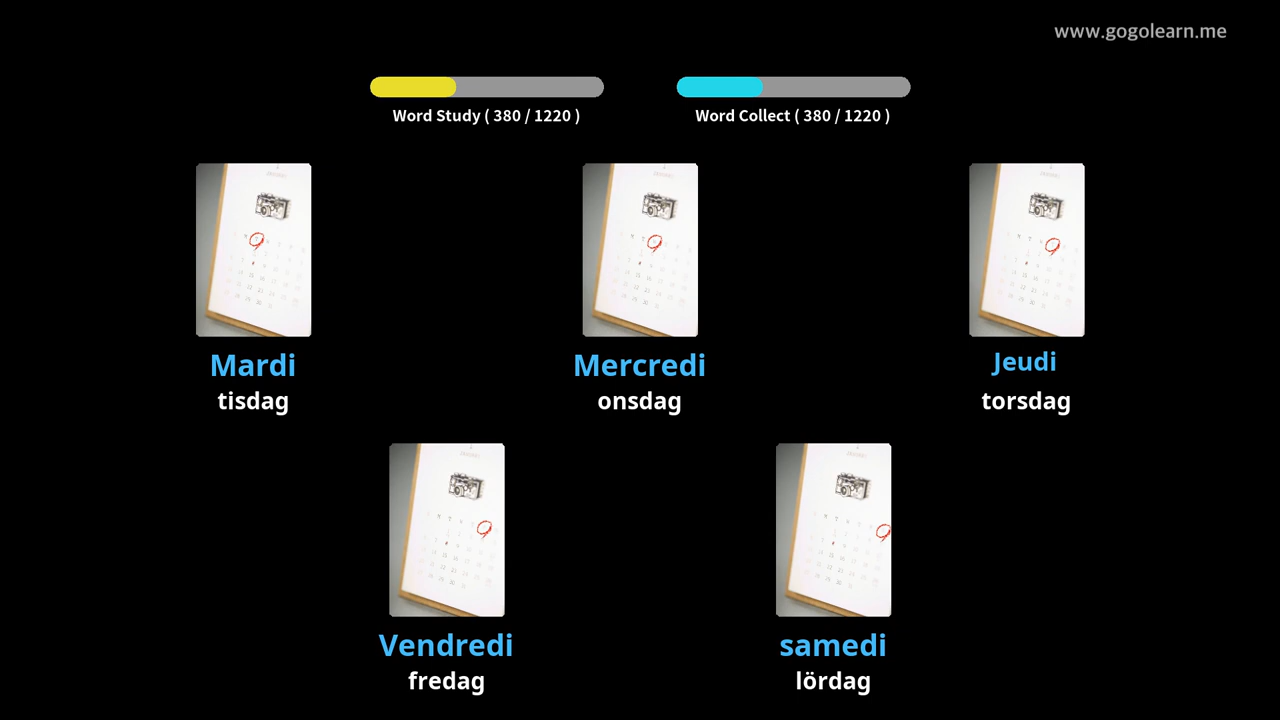 www.gogolearn.me
Word Study ( 380 / 1220 )
Word Collect ( 380 / 1220 )
Mardi
Mercredi
Jeudi
tisdag
onsdag
torsdag
Vendredi
samedi
fredag
lördag